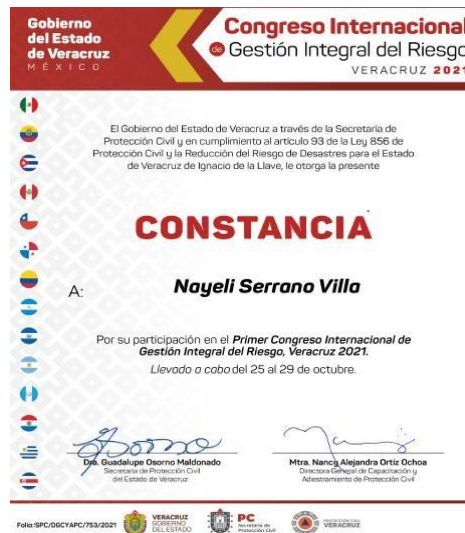 Gobierno
del Estado
de Veracruz
MÉXICO
Congreso Internacional
de Gestión Integral del Riesgo
VERACRUZ 2021
El Gobierno del Estado de Veracruz a través de la Secretaría de
Protección Civil y en cumplimiento al artículo 93 de la Ley 856 de
Protección Civil y la Reducción del Riesgo de Desastres para el Estado
de Veracruz de Ignacio de la Llave, le otorga la presente
CONSTANCIA
A: Nayeli Serrano Villa
Por su participación en el Primer Congreso Internacional de
Gestión Integral del Riesgo, Veracruz 2021.
Llevado a cabo del 25 al 29 de octubre.
Dra. Guadalupe Osorno Maldonado
Secretaria de Protección Civil
del Estado de Veracruz
Mtra. Nancy Alejandra Ortiz Ochoa
Directora General de Capacitación y
Adiestramiento de Protección Civil
Folio:SPC/DGCYAPC/753/2021
VERACRUZ
GOBIERNO
DEL ESTADO
PC
Secretaría de
Protección Civil
PROTECCIÓN CIVIL
VERACRUZ